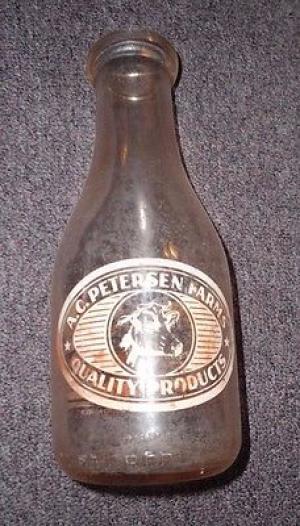 A.C. PETERSEN FARMS
QUALITY PRODUCTS